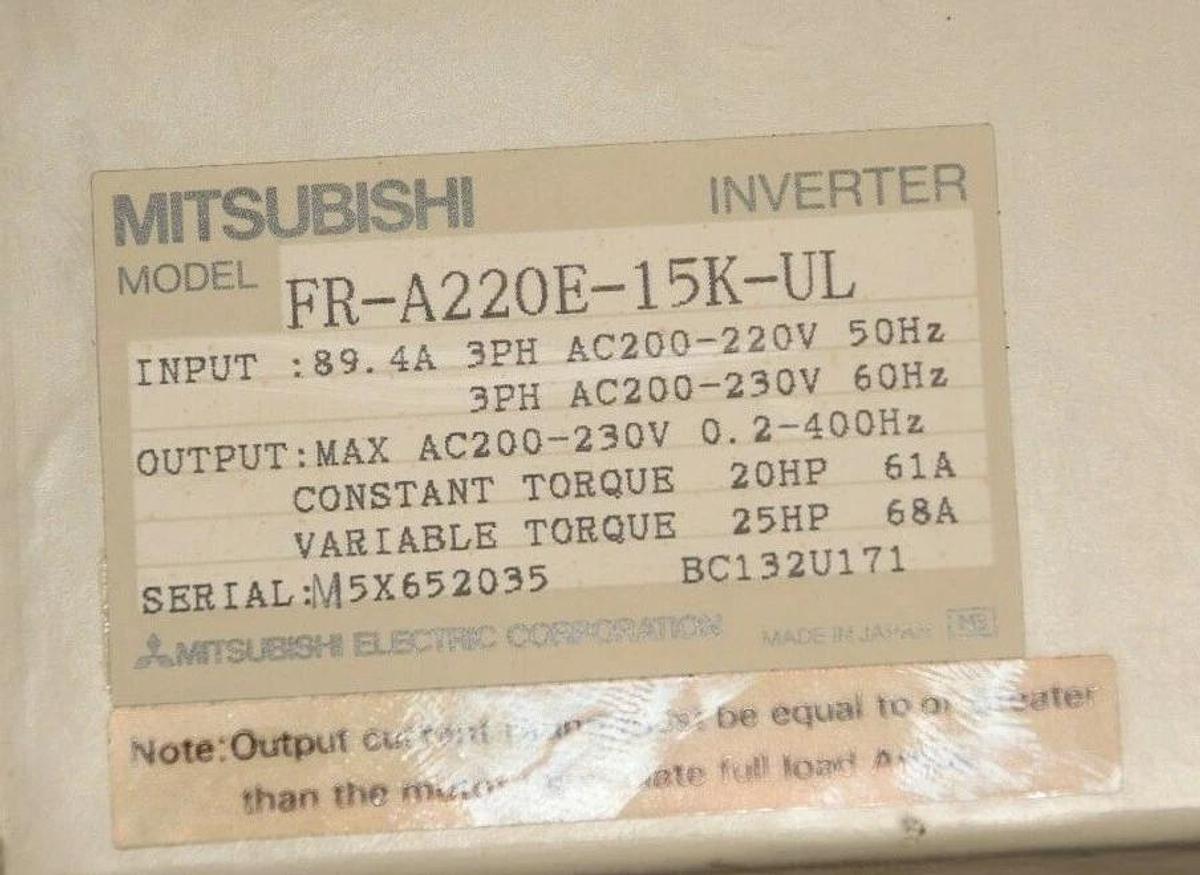 MITSUBISHI INVERTER
MODEL FR-A220E-15K-UL
INPUT :89.4A 3PH AC200-220V 50Hz
3PH AC200-230V 60Hz
OUTPUT:MAX AC200-230V 0.2-400Hz
CONSTANT TORQUE 20HP 61A
VARIABLE TORQUE 25HP 68A
SERIAL:M5X652035 BC132U171
MITSUBISHI ELECTRIC CORPORATION MADE IN JAPAN
Note:Output current be equal to or
than the full load